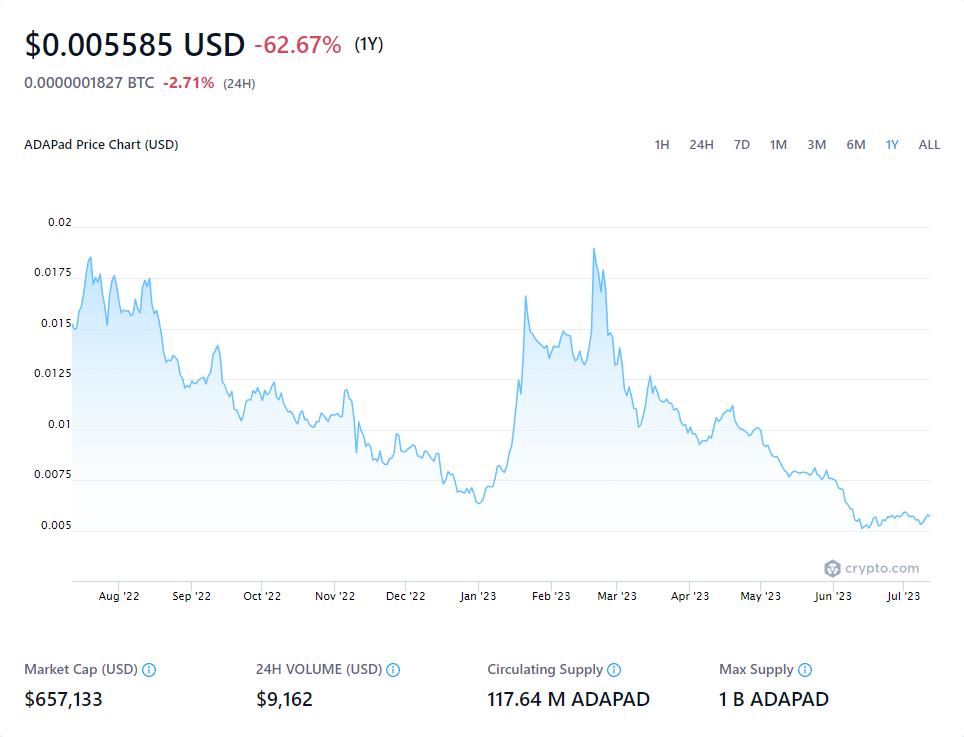 $0.005585 USD -62.67% (1Y)
0.0000001827 BTC -2.71% (24H)
ADAPad Price Chart (USD) 1H 24H 7D 1M 3M 6M 1Y ALL
0.02
0.0175
0.015
0.0125
0.01
0.0075
0.005
crypto.com
Aug '22 Sep '22 Oct '22 Nov '22 Dec '22 Jan '23 Feb '23 Mar '23 Apr '23 May '23 Jun '23 Jul '23
Market Cap (USD) 24H VOLUME (USD) Circulating Supply Max Supply
$657,133 $9,162 117.64 M ADAPAD 1 B ADAPAD